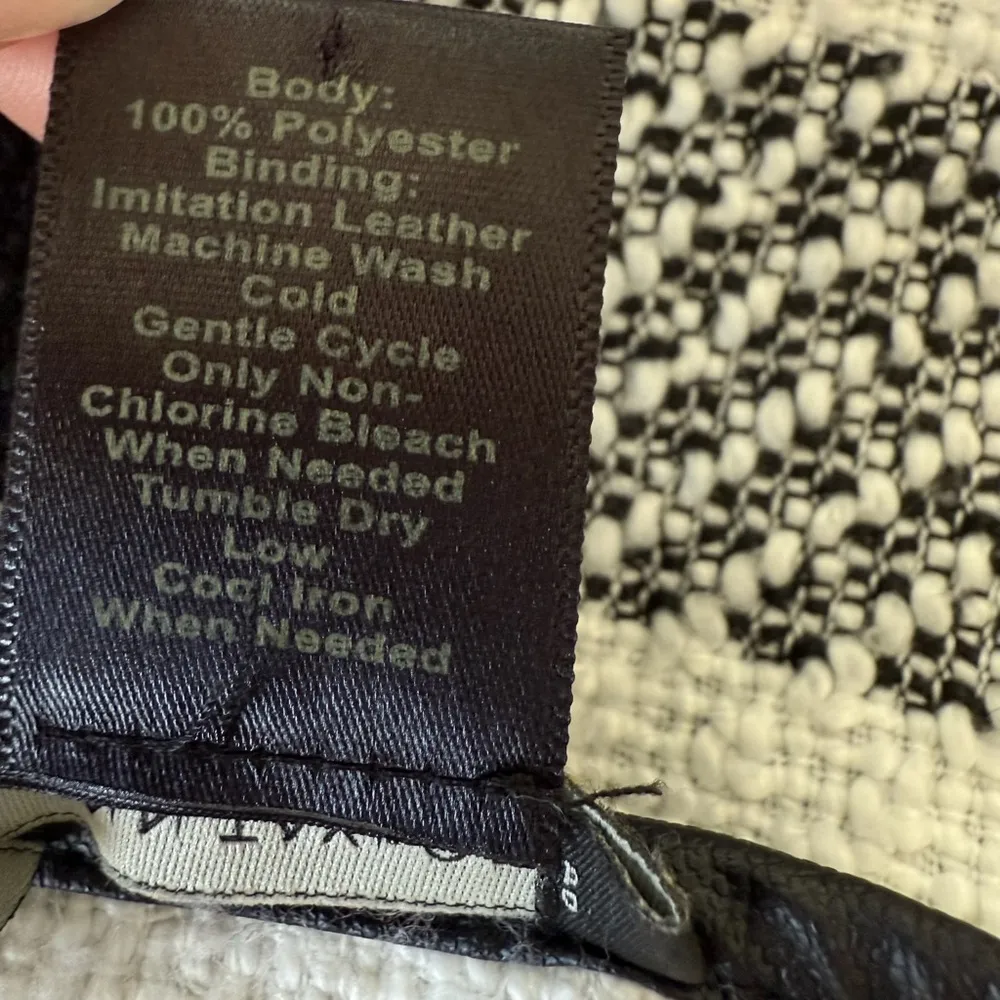 Body:
100% Polyester
Binding:
Imitation Leather
Machine Wash
Cold
Gentle Cycle
Only Non-
Chlorine Bleach
When Needed
Tumble Dry
Low
Cool Iron
When Needed